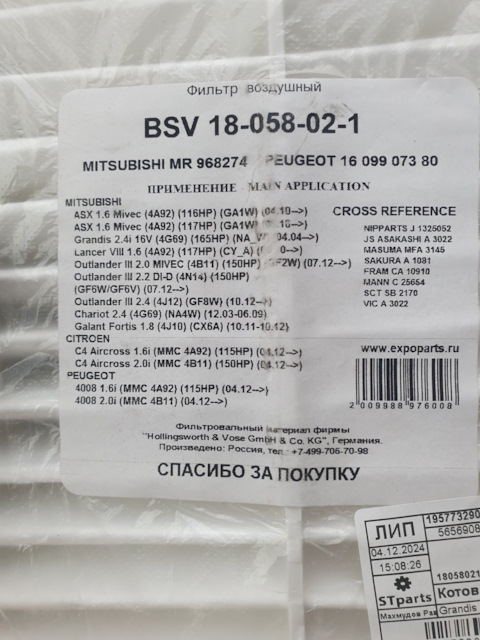 Фильтр воздушный
BSV 18-058-02-1
MITSUBISHI MR 968274 PEUGEOT 16 099 073 80
ПРИМЕНЕНИЕ - MAIN APPLICATION
MITSUBISHI
ASX 1.6 Mivec (4A92) (116HP) (GA1W) (04.10-->)
ASX 1.6 Mivec (4A92) (117HP) (GA1W)
Grandis 2.4i 16V (4G69) (165HP) (NA_W) (04.04-->)
Lancer VIII 1.6 (4A92) (117HP) (CY_A)
Outlander III 2.0 MIVEC (4B11) (150HP) (GF2W) (07.12-->)
Outlander III 2.2 DI-D (4N14) (150HP)
(GF6W/GF6V) (07.12-->)
Outlander III 2.4 (4J12) (GF8W) (10.12-->)
Chariot 2.4 (4G69) (NA4W) (12.03-06.09)
Galant Fortis 1.8 (4J10) (CX6A) (10.11-10.12)
CITROEN
C4 Aircross 1.6i (MMC 4A92) (115HP) (04.12-->)
C4 Aircross 2.0i (MMC 4B11) (150HP) (04.12-->)
PEUGEOT
4008 1.6i (MMC 4A92) (115HP) (04.12-->)
4008 2.0i (MMC 4B11) (04.12-->)
CROSS REFERENCE
NIPPARTS J 1325052
JS ASAKASHI A 3022
MASUMA MFA 3145
SAKURA A 1081
FRAM CA 10910
MANN C 25654
SCT SB 2170
VIC A 3022
www.expoparts.ru
2 009988 976008
Фильтровальный материал фирмы
"Hollingsworth & Vose GmbH & Co. KG", Германия.
Произведено: Россия, тел.: +7-499-705-70-98
СПАСИБО ЗА ПОКУПКУ
ЛИП
195773290
5656908
04.12.2024
15:08:26
18058021
STparts
Котов
Махмудов Рав
Grandis